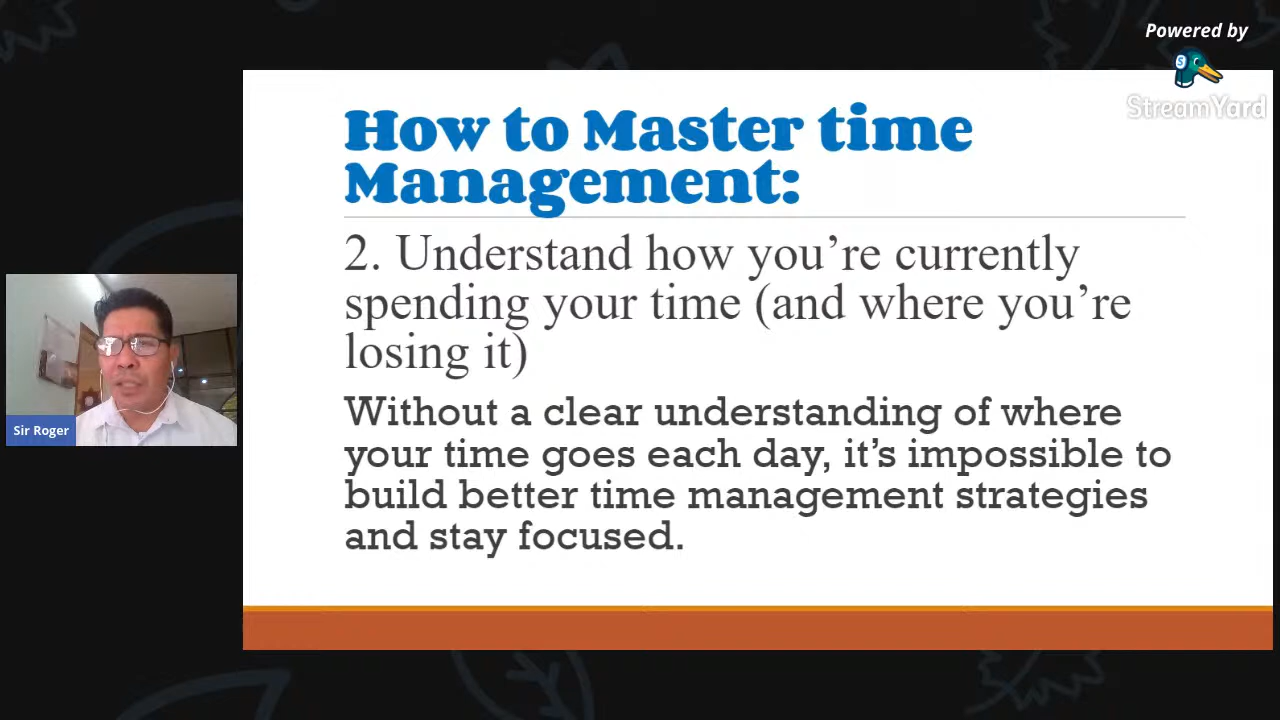 Powered by
StreamYard
How to Master time
Management:
2. Understand how you’re currently
spending your time (and where you’re
losing it)
Without a clear understanding of where
your time goes each day, it’s impossible to
build better time management strategies
and stay focused.
Sir Roger